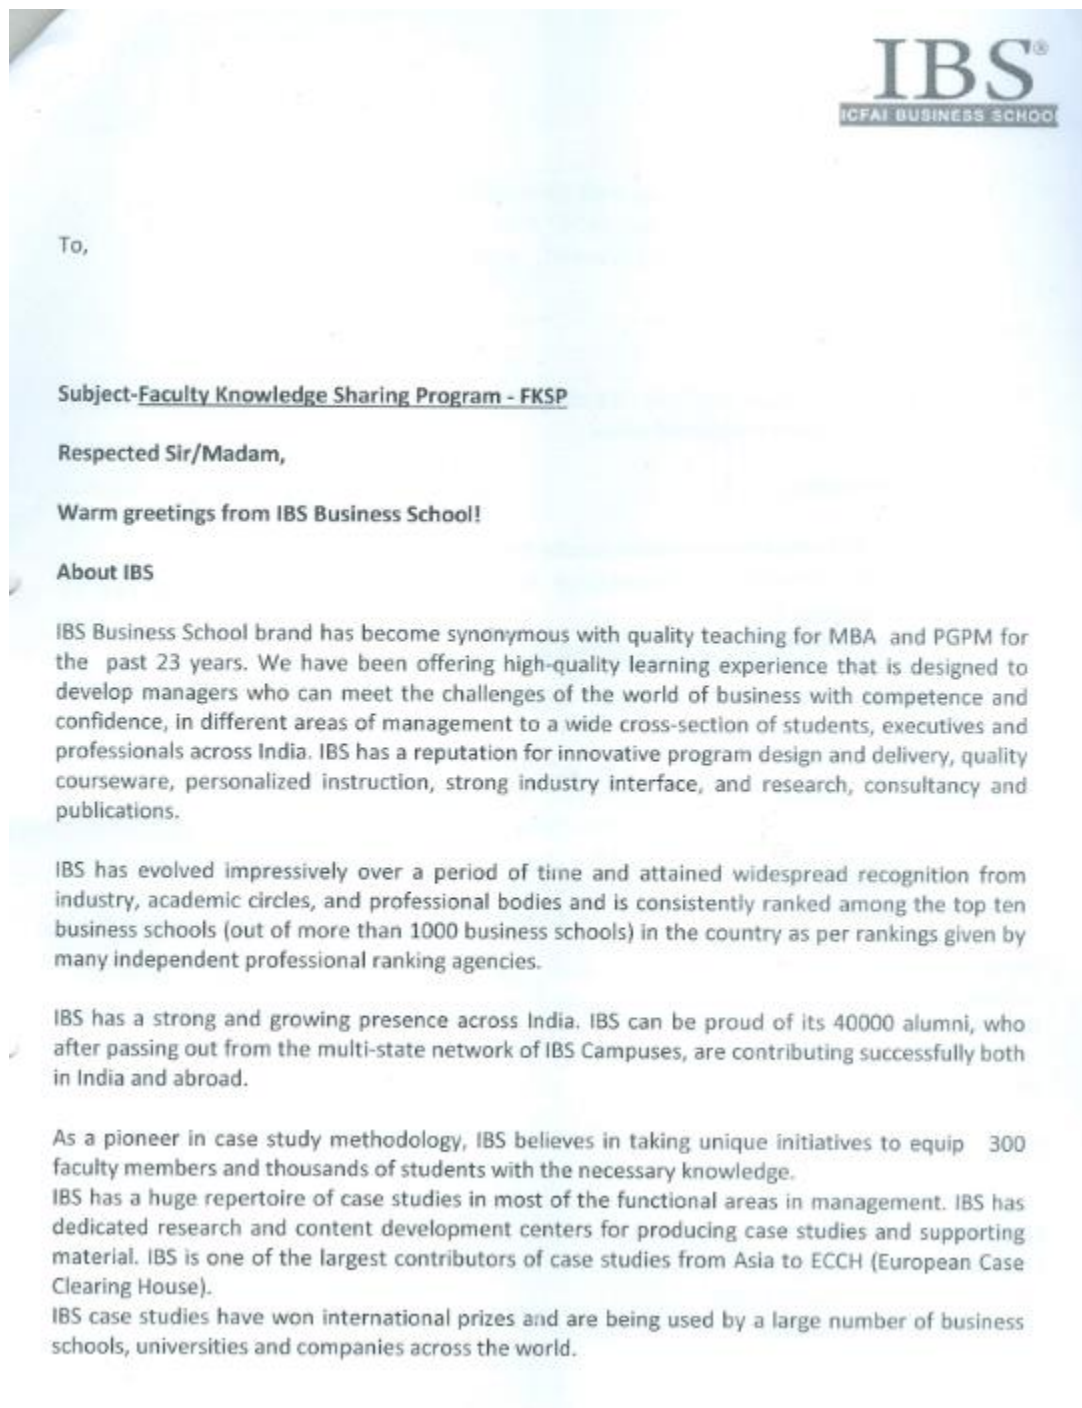 IBS®
ICFAI BUSINESS SCHOOL
To,
Subject-Faculty Knowledge Sharing Program - FKSP
Respected Sir/Madam,
Warm greetings from IBS Business School!
About IBS
IBS Business School brand has become synonymous with quality teaching for MBA and PGPM for
the past 23 years. We have been offering high-quality learning experience that is designed to
develop managers who can meet the challenges of the world of business with competence and
confidence, in different areas of management to a wide cross-section of students, executives and
professionals across India. IBS has a reputation for innovative program design and delivery, quality
courseware, personalized instruction, strong industry interface, and research, consultancy and
publications.
IBS has evolved impressively over a period of time and attained widespread recognition from
industry, academic circles, and professional bodies and is consistently ranked among the top ten
business schools (out of more than 1000 business schools) in the country as per rankings given by
many independent professional ranking agencies.
IBS has a strong and growing presence across India. IBS can be proud of its 40000 alumni, who
after passing out from the multi-state network of IBS Campuses, are contributing successfully both
in India and abroad.
As a pioneer in case study methodology, IBS believes in taking unique initiatives to equip 300
faculty members and thousands of students with the necessary knowledge.
IBS has a huge repertoire of case studies in most of the functional areas in management. IBS has
dedicated research and content development centers for producing case studies and supporting
material. IBS is one of the largest contributors of case studies from Asia to ECCH (European Case
Clearing House).
IBS case studies have won international prizes and are being used by a large number of business
schools, universities and companies across the world.